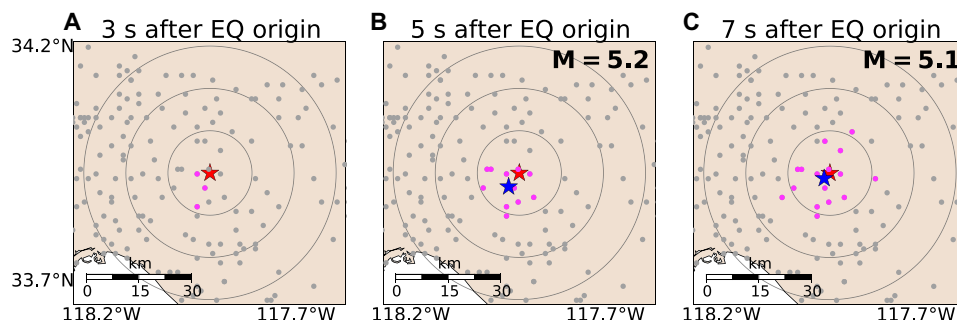 A 3 s after EQ origin
B 5 s after EQ origin
C 7 s after EQ origin
34.2°N
M = 5.2
M = 5.1
km
km
km
33.7°N
0 15 30
0 15 30
0 15 30
118.2°W 117.7°W
118.2°W 117.7°W
118.2°W 117.7°W